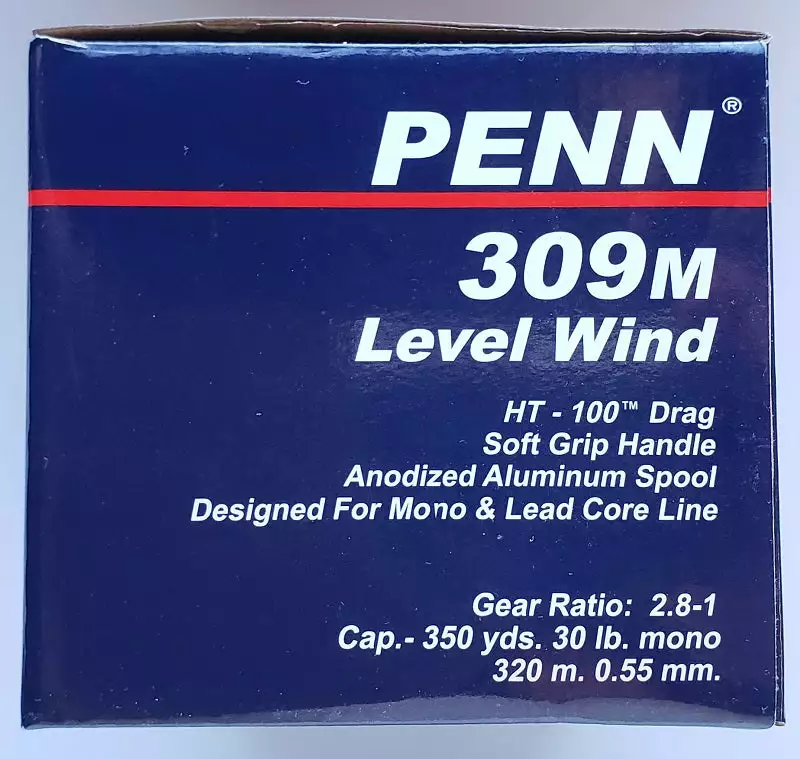 PENN®
309M
Level Wind
HT - 100™ Drag
Soft Grip Handle
Anodized Aluminum Spool
Designed For Mono & Lead Core Line
Gear Ratio: 2.8-1
Cap.- 350 yds. 30 lb. mono
320 m. 0.55 mm.